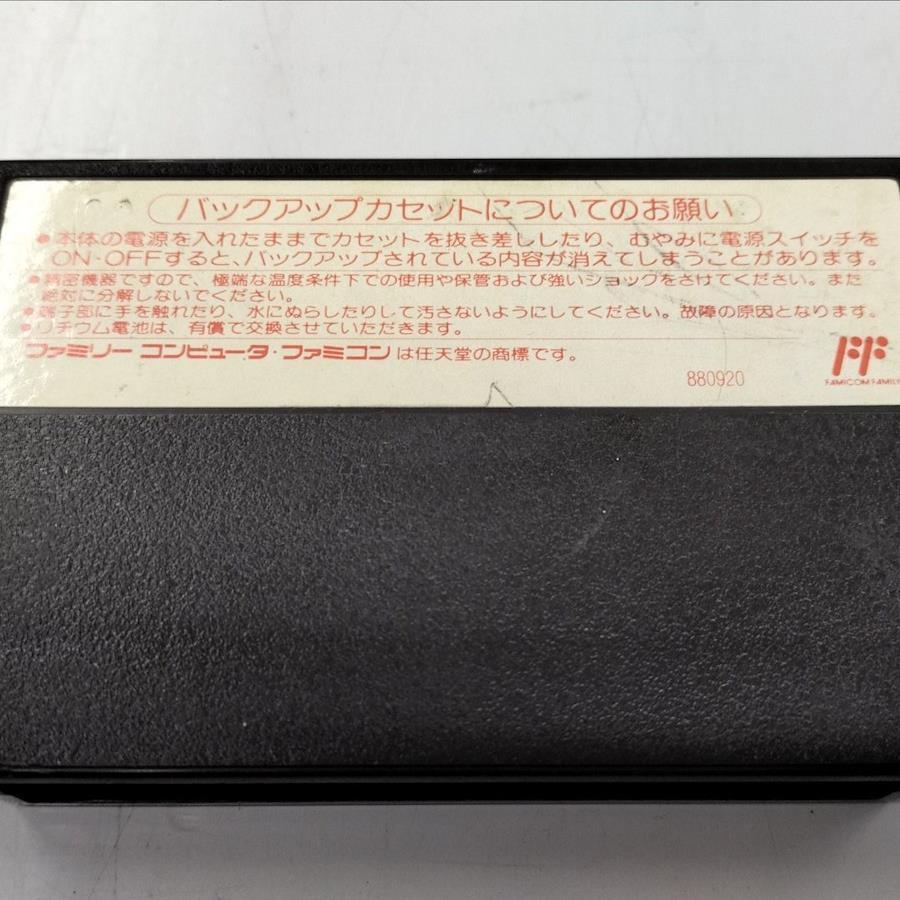 バックアップカセットについてのお願い
●本体の電源を入れたままでカセットを抜き差ししたり、むやみに電源スイッチを
ON・OFFすると、バックアップされている内容が消えてしまうことがあります。
●精密機器ですので、極端な温度条件下での使用や保管および強いショックをさけてください。また
絶対に分解しないでください。
●端子部に手を触れたり、水にぬらしたりして汚さないようにしてください。故障の原因となります。
●リチウム電池は、有償で交換させていただきます。
ファミリー コンピュータ・ファミコン は任天堂の商標です。
FF
FAMICOM FAMILY
880920